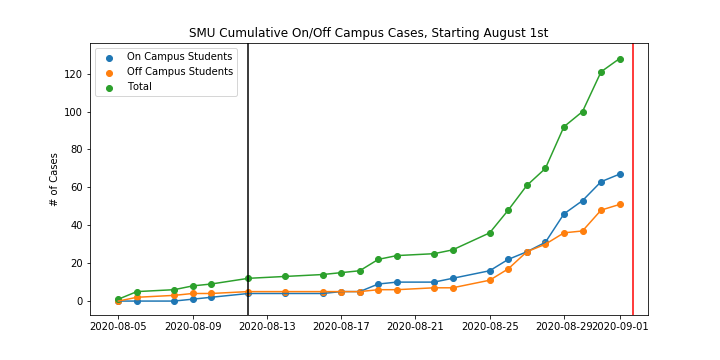 SMU Cumulative On/Off Campus Cases, Starting August 1st
On Campus Students
Off Campus Students
Total
# of Cases
120
100
80
60
40
20
0
2020-08-05 2020-08-09 2020-08-13 2020-08-17 2020-08-21 2020-08-25 2020-08-29 2020-09-01